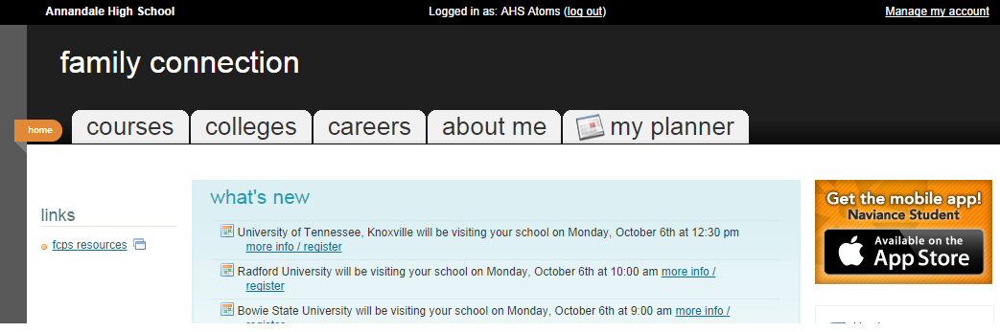 Annandale High School
Logged in as: AHS Atoms (log out)
Manage my account
family connection
home
courses
colleges
careers
about me
my planner
links
fcps resources
what's new
University of Tennessee, Knoxville will be visiting your school on Monday, October 6th at 12:30 pm
more info / register
Radford University will be visiting your school on Monday, October 6th at 10:00 am more info /
register
Bowie State University will be visiting your school on Monday, October 6th at 9:00 am more info /
Get the mobile app!
Naviance Student
Available on the
App Store